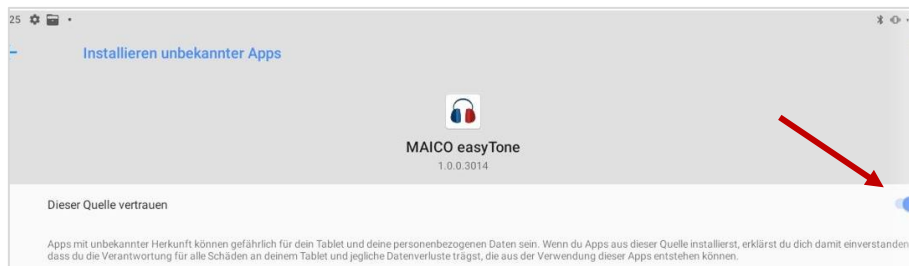 25
Installieren unbekannter Apps
MAICO easyTone
1.0.0.3014
Dieser Quelle vertrauen
Apps mit unbekannter Herkunft können gefährlich für dein Tablet und deine personenbezogenen Daten sein. Wenn du Apps aus dieser Quelle installierst, erklärst du dich damit einverstanden
dass du die Verantwortung für alle Schäden an deinem Tablet und jegliche Datenverluste trägst, die aus der Verwendung dieser Apps entstehen können.